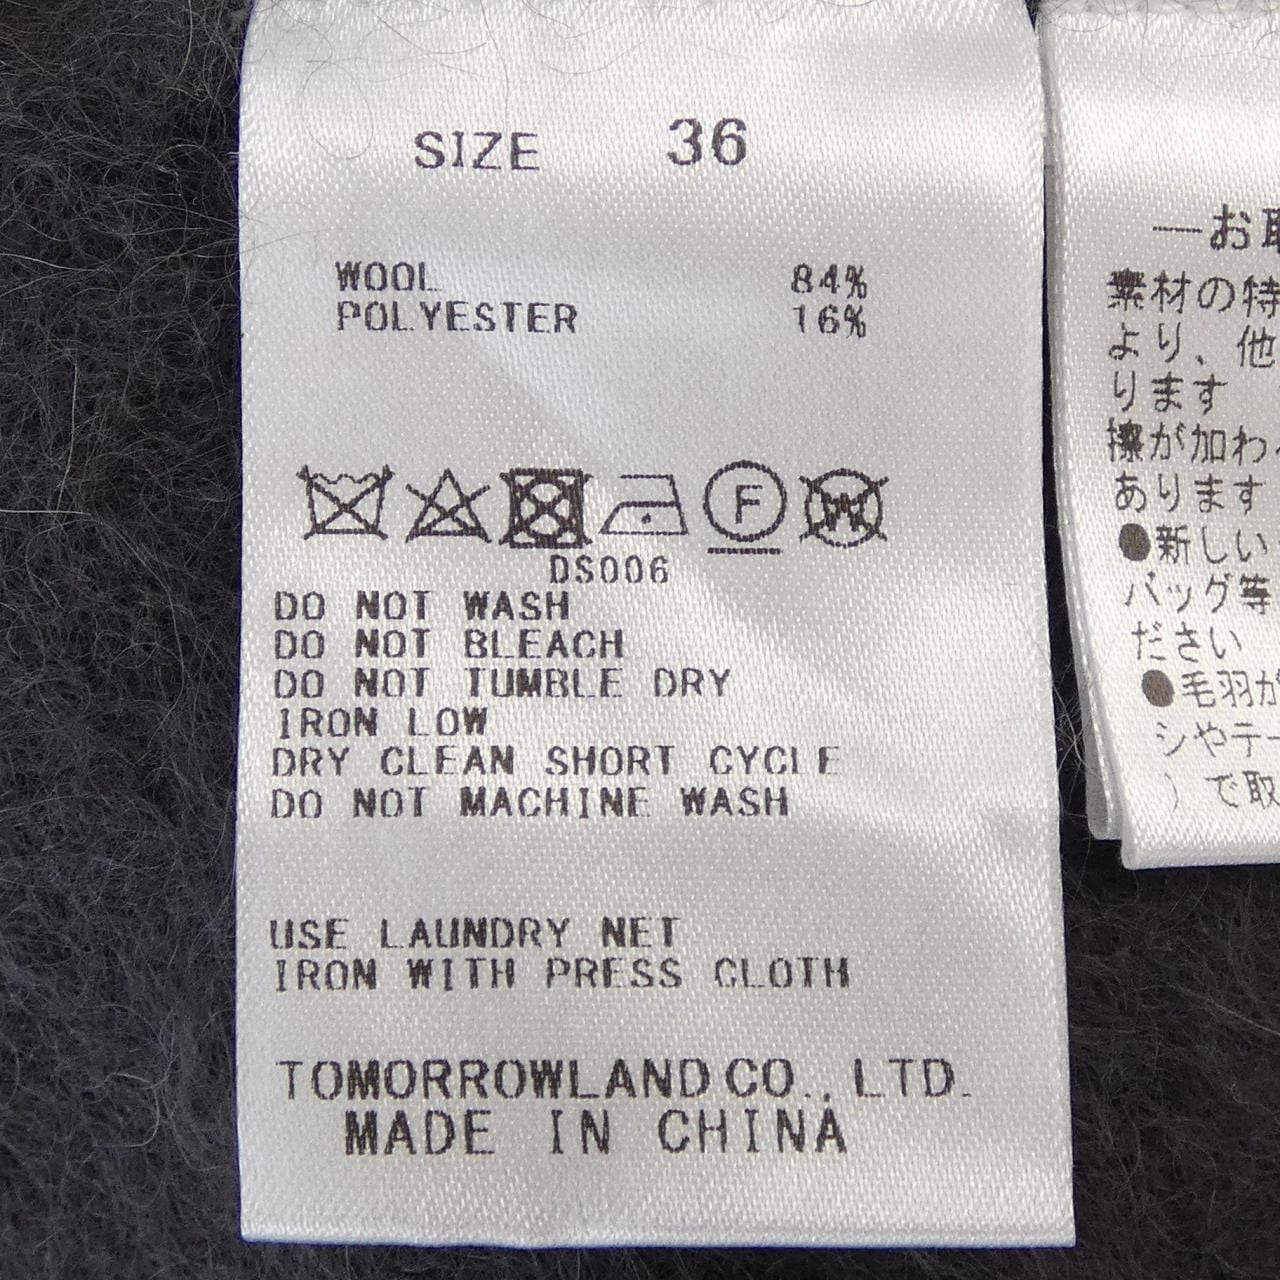 SIZE 36
WOOL 84%
POLYESTER 16%
F
W
DS006
DO NOT WASH
DO NOT BLEACH
DO NOT TUMBLE DRY
IRON LOW
DRY CLEAN SHORT CYCLE
DO NOT MACHINE WASH
USE LAUNDRY NET
IRON WITH PRESS CLOTH
TOMORROWLAND CO., LTD.
MADE IN CHINA
―お取
素材の特
より、他
ります
擦が加わ
あります
●新しい
バッグ等
ださい
●毛羽が
シやテー
)で取